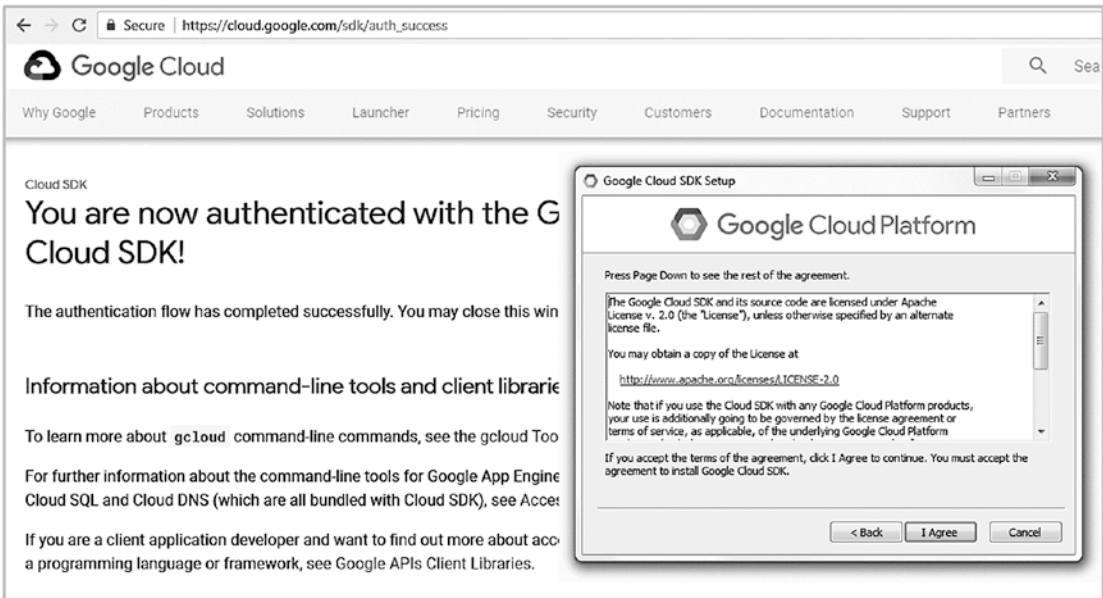 Secure | https://cloud.google.com/sdk/auth_success
Google Cloud
Sea
Why Google Products Solutions Launcher Pricing Security Customers Documentation Support Partners
Cloud SDK
You are now authenticated with the G
Cloud SDK!
The authentication flow has completed successfully. You may close this win
Information about command-line tools and client librarie
To learn more about gcloud command-line commands, see the gcloud Too
For further information about the command-line tools for Google App Engine
Cloud SQL and Cloud DNS (which are all bundled with Cloud SDK), see Acces
If you are a client application developer and want to find out more about acc
a programming language or framework, see Google APIs Client Libraries.
Google Cloud SDK Setup
Google Cloud Platform
Press Page Down to see the rest of the agreement.
The Google Cloud SDK and its source code are licensed under Apache
License v. 2.0 (the "License"), unless otherwise specified by an alternate
license file.
You may obtain a copy of the License at
http://www.apache.org/licenses/LICENSE-2.0
Note that if you use the Cloud SDK with any Google Cloud Platform products,
your use is additionally going to be governed by the license agreement or
terms of service, as applicable, of the underlying Google Cloud Platform
If you accept the terms of the agreement, click I Agree to continue. You must accept the
agreement to install Google Cloud SDK.
< Back I Agree Cancel